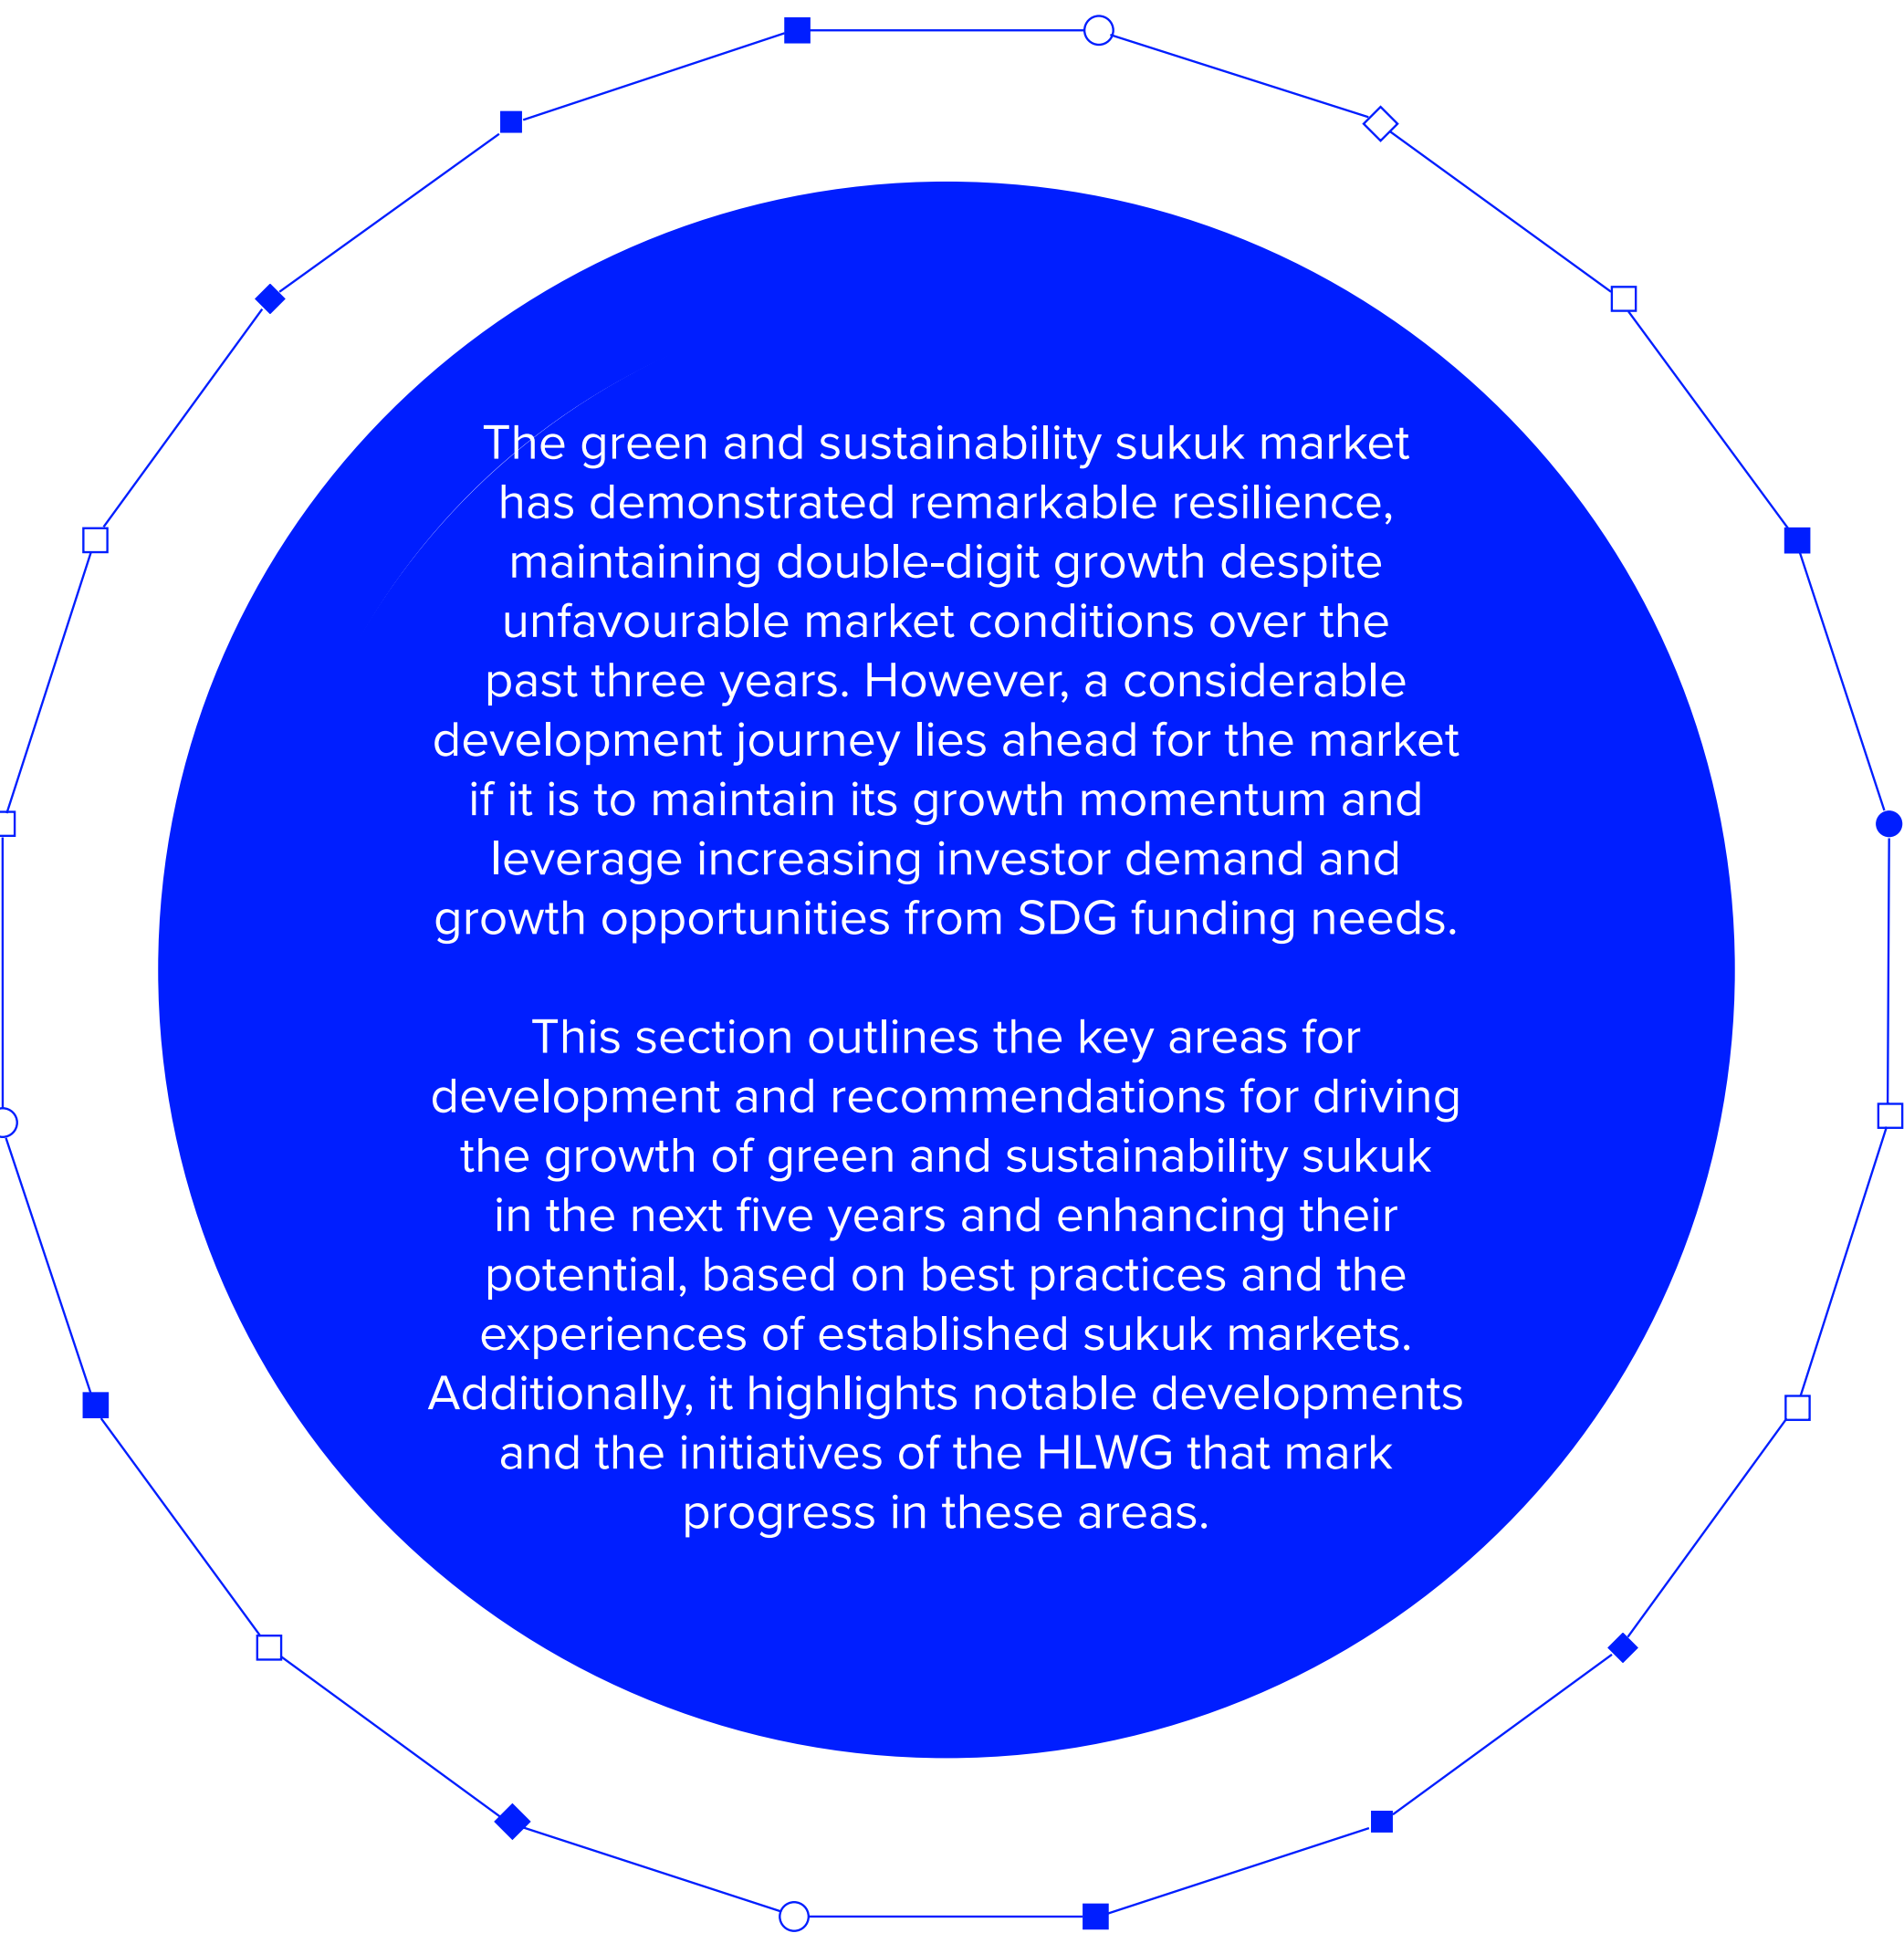 The green and sustainability sukuk market
has demonstrated remarkable resilience,
maintaining double-digit growth despite
unfavourable market conditions over the
past three years. However, a considerable
development journey lies ahead for the market
if it is to maintain its growth momentum and
leverage increasing investor demand and
growth opportunities from SDG funding needs.
This section outlines the key areas for
development and recommendations for driving
the growth of green and sustainability sukuk
in the next five years and enhancing their
potential, based on best practices and the
experiences of established sukuk markets.
Additionally, it highlights notable developments
and the initiatives of the HLWG that mark
progress in these areas.